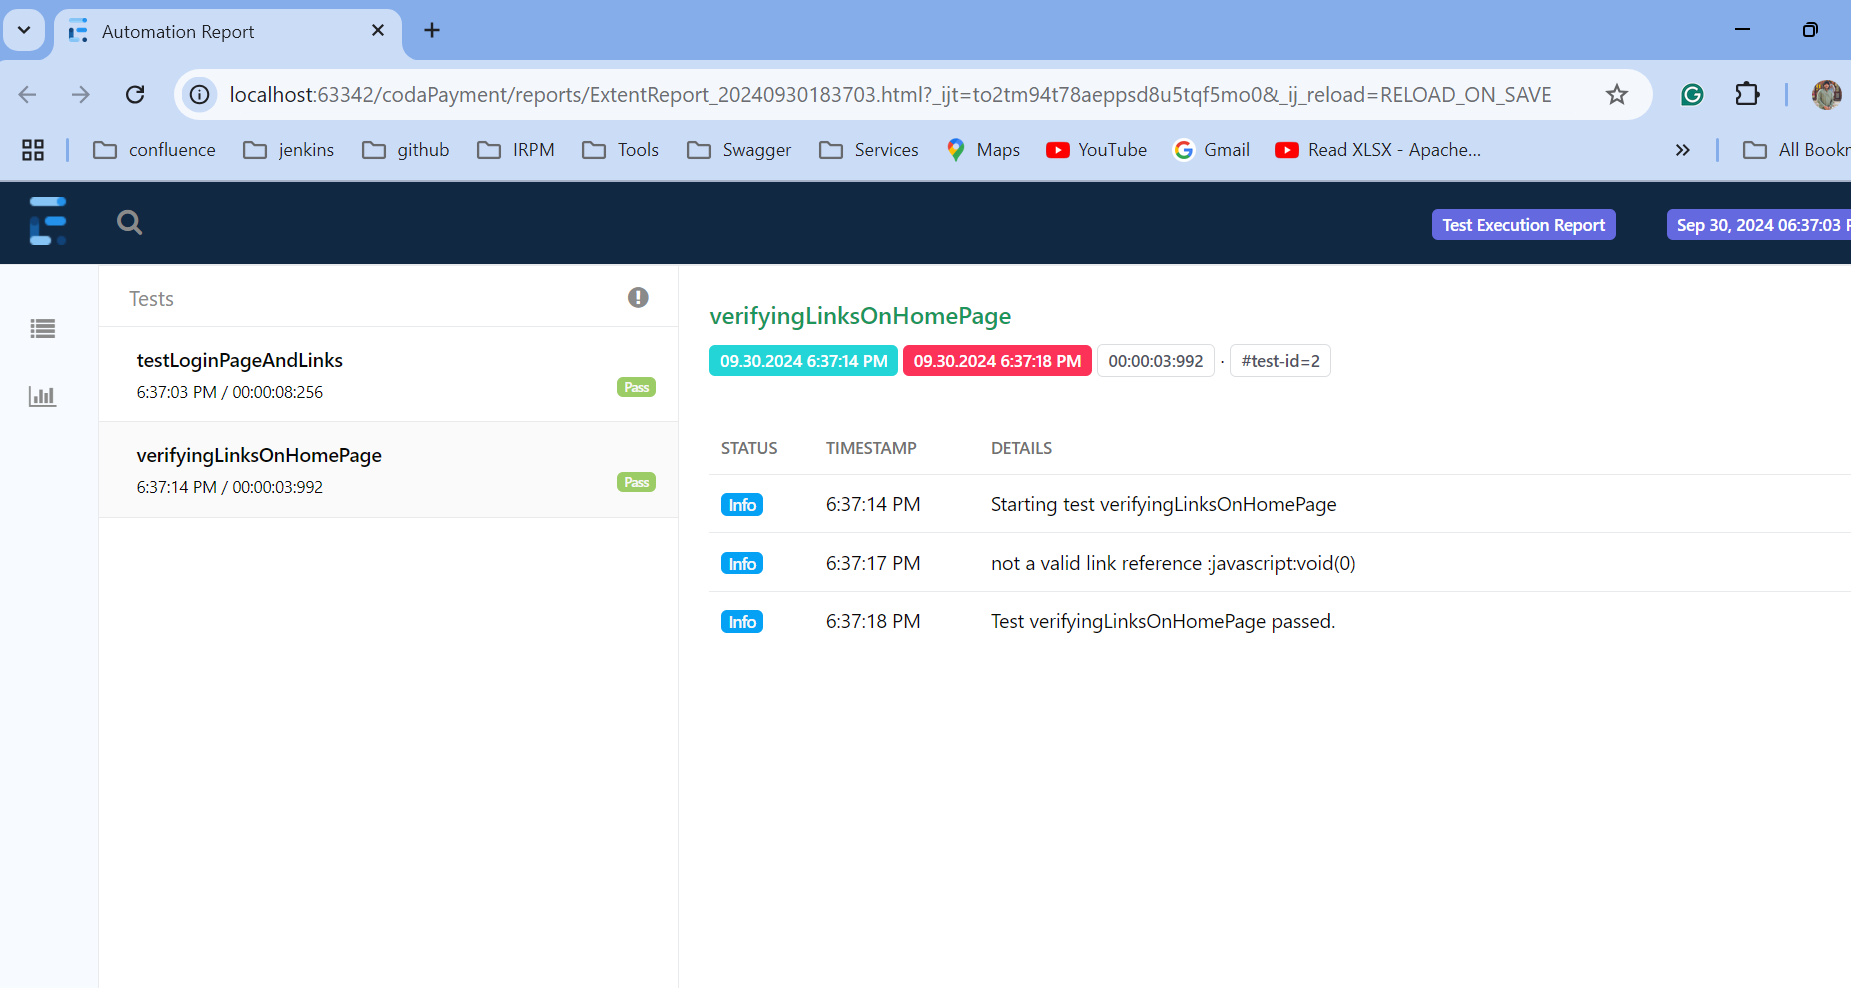 Automation Report
localhost:63342/codaPayment/reports/ExtentReport_20240930183703.html?_ijt=to2tm94t78aeppsd8u5tqf5mo0&_ij_reload=RELOAD_ON_SAVE
confluence jenkins github IRPM Tools Swagger Services Maps YouTube Gmail Read XLSX - Apache... All Bookr
Test Execution Report Sep 30, 2024 06:37:03 P
Tests
testLoginPageAndLinks
6:37:03 PM / 00:00:08:256 Pass
verifyingLinksOnHomePage
6:37:14 PM / 00:00:03:992 Pass
verifyingLinksOnHomePage
09.30.2024 6:37:14 PM 09.30.2024 6:37:18 PM 00:00:03:992 · #test-id=2
STATUS TIMESTAMP DETAILS
Info 6:37:14 PM Starting test verifyingLinksOnHomePage
Info 6:37:17 PM not a valid link reference :javascript:void(0)
Info 6:37:18 PM Test verifyingLinksOnHomePage passed.